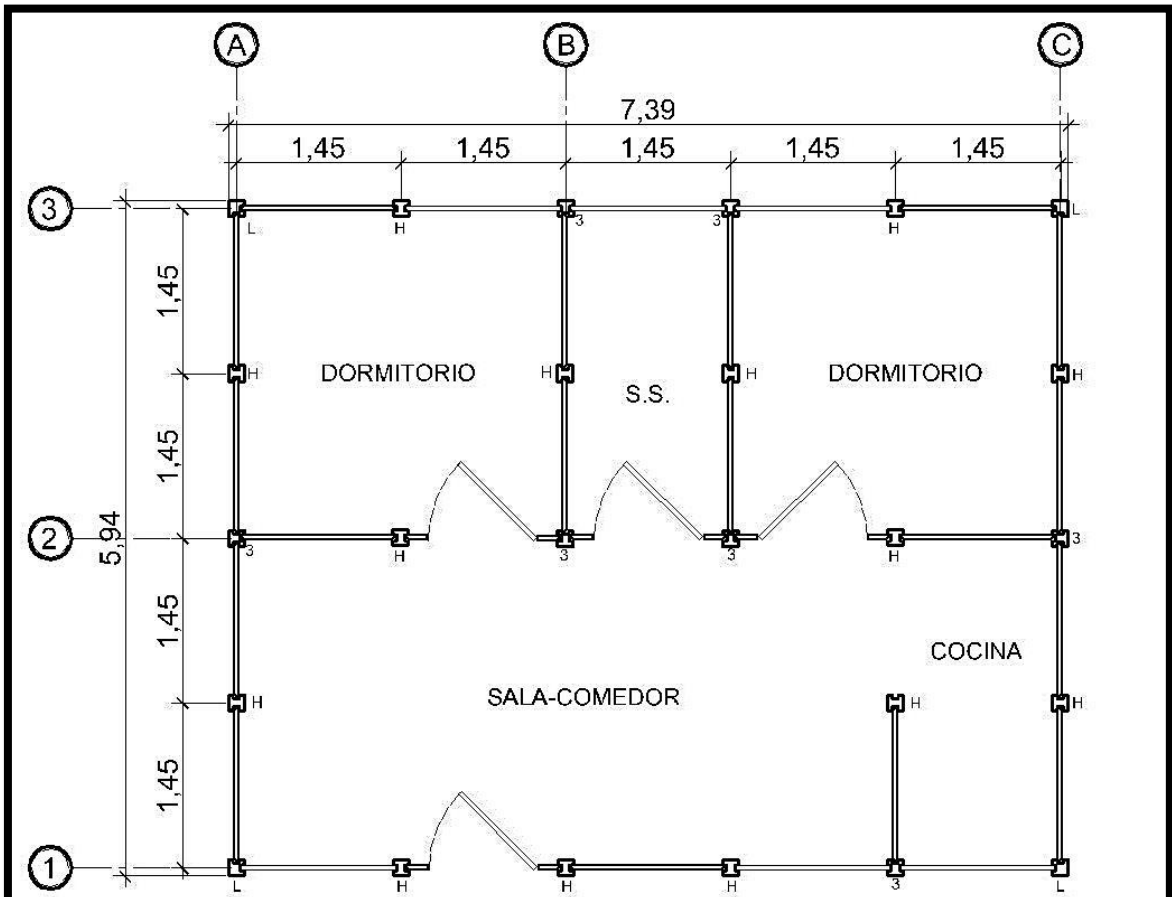 A B C
7,39
1,45 1,45 1,45 1,45 1,45
3
L H 3 3 H L
1,45
H DORMITORIO H S.S. H DORMITORIO H
1,45
2
3 H 3 3 H 3
5,94
1,45
COCINA
SALA-COMEDOR
H H H
1,45
1
L H H H 3 L